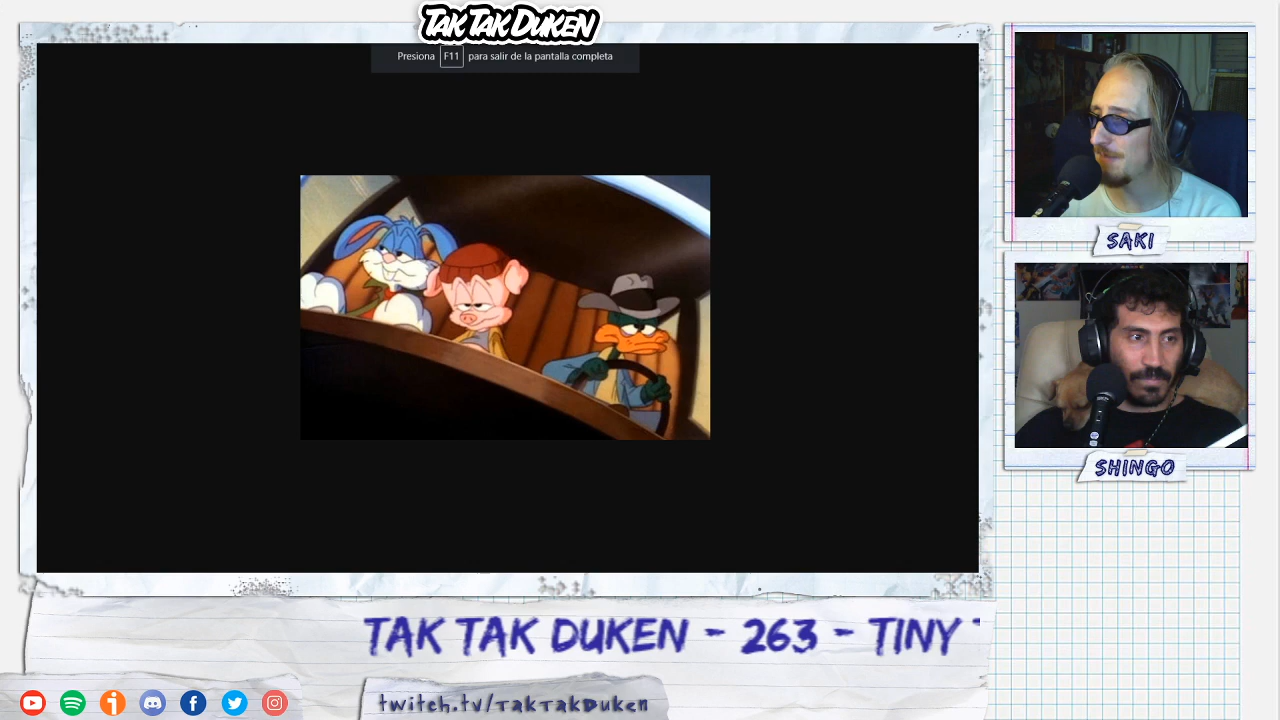 TAK TAK DUKEN
Presiona F11 para salir de la pantalla completa
SAKI
SHINGO
TAK TAK DUKEN - 263 - TINY
twitch.tv/TakTakDuken